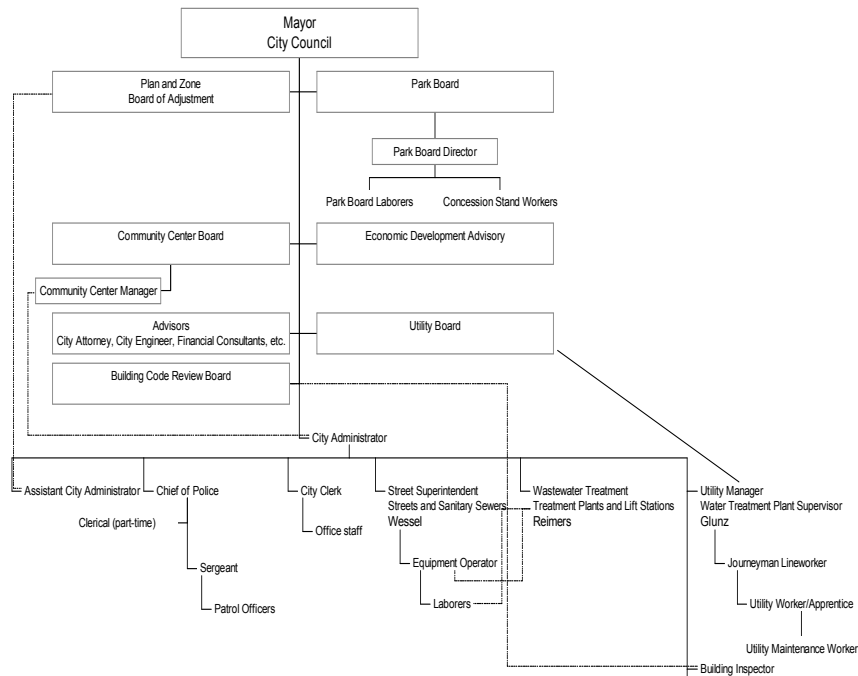 Mayor
City Council
Plan and Zone
Board of Adjustment
Park Board
Park Board Director
Park Board Laborers
Concession Stand Workers
Community Center Board
Economic Development Advisory
Community Center Manager
Advisors
City Attorney, City Engineer, Financial Consultants, etc.
Utility Board
Building Code Review Board
City Administrator
Assistant City Administrator
Chief of Police
Clerical (part-time)
Sergeant
Patrol Officers
City Clerk
Office staff
Street Superintendent
Streets and Sanitary Sewers
Wessel
Equipment Operator
Laborers
Wastewater Treatment
Treatment Plants and Lift Stations
Reimers
Utility Manager
Water Treatment Plant Supervisor
Glunz
Journeyman Lineworker
Utility Worker/Apprentice
Utility Maintenance Worker
Building Inspector